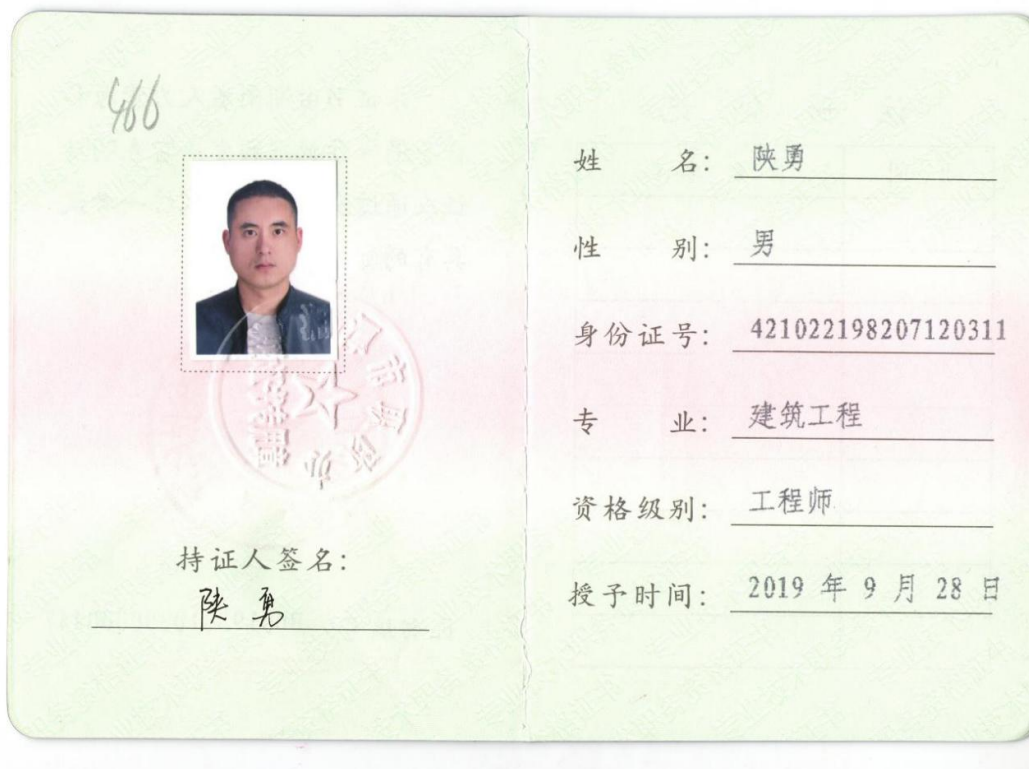 466
持证人签名:
陕勇
姓 名: 陕勇
性 别: 男
身份证号: 421022198207120311
专 业: 建筑工程
资格级别: 工程师
授予时间: 2019 年 9 月 28 日